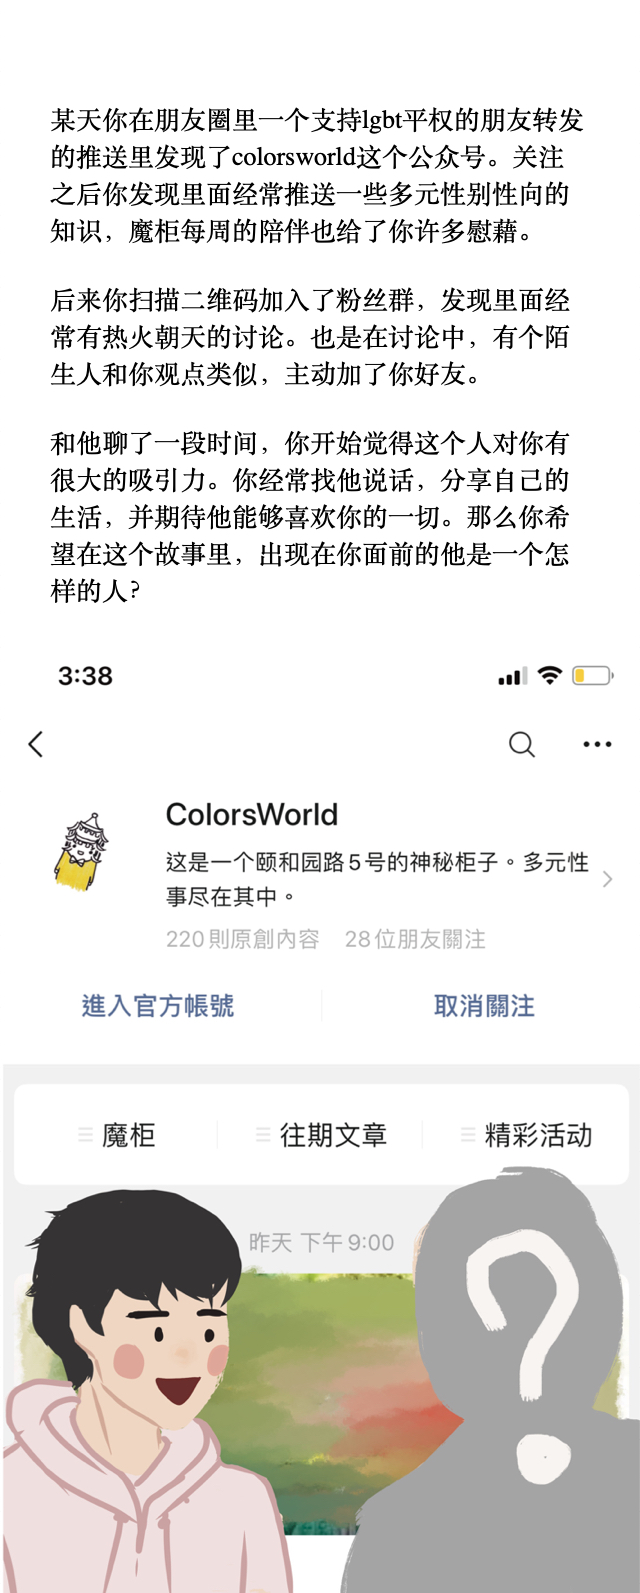 某天你在朋友圈里一个支持lgbt平权的朋友转发
的推送里发现了colorsworld这个公众号。关注
之后你发现里面经常推送一些多元性别性向的
知识，魔柜每周的陪伴也给了你许多慰藉。
后来你扫描二维码加入了粉丝群，发现里面经
常有热火朝天的讨论。也是在讨论中，有个陌
生人和你观点类似，主动加了你好友。
和他聊了一段时间，你开始觉得这个人对你有
很大的吸引力。你经常找他说话，分享自己的
生活，并期待他能够喜欢你的一切。那么你希
望在这个故事里，出现在你面前的他是一个怎
样的人？
3:38
ColorsWorld
这是一个颐和园路5号的神秘柜子。多元性
事尽在其中。
220則原創內容 28位朋友關注
進入官方帳號 取消關注
魔柜 往期文章 精彩活动
昨天 下午9:00
?